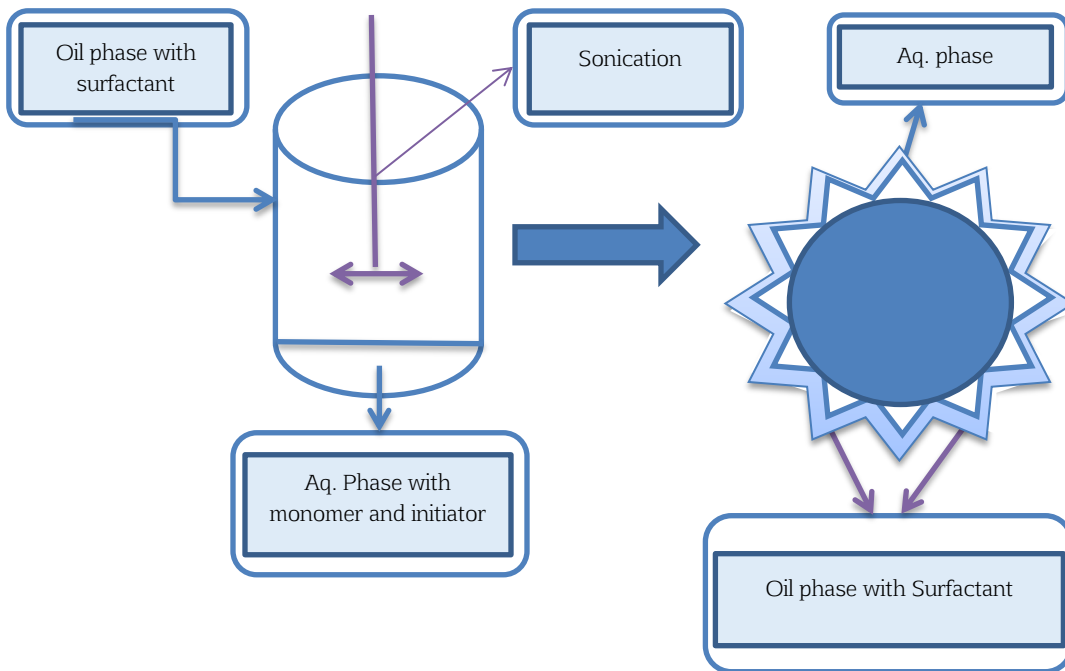 Oil phase with
surfactant
Sonication
Aq. phase
Aq. Phase with
monomer and initiator
Oil phase with Surfactant